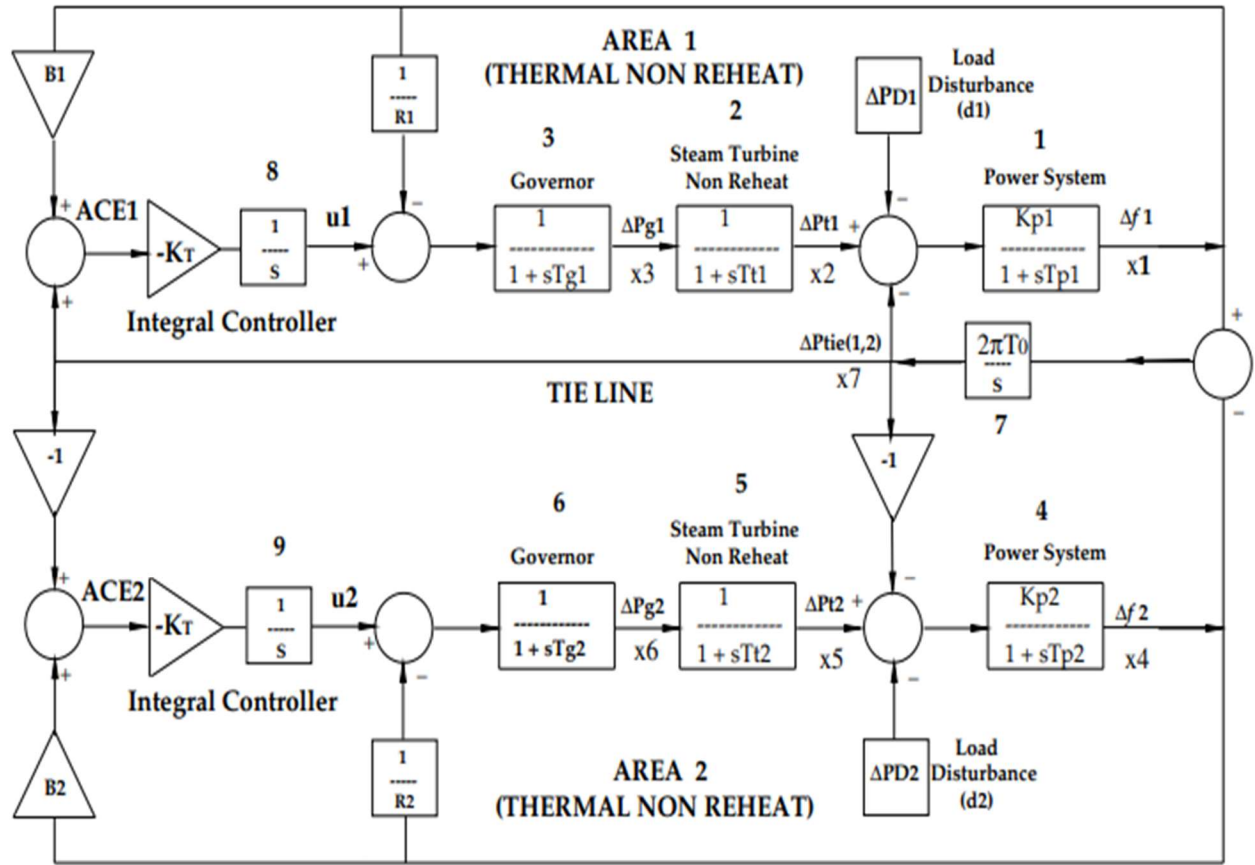 B1
1
-----
R1
AREA 1
(THERMAL NON REHEAT)
ΔPD1
Load
Disturbance
(d1)
3
2
1
8
Governor
Steam Turbine
Non Reheat
Power System
+
ACE1
-KT
1
-----
s
u1
+
−
1
------------
1 + sTg1
ΔPg1
x3
1
------------
1 + sTt1
ΔPt1
x2
+
−
Kp1
------------
1 + sTp1
Δf 1
x1
+
Integral Controller
−
ΔPtie(1,2)
x7
2πT0
-----
s
7
+
−
TIE LINE
-1
-1
9
6
5
4
Governor
Steam Turbine
Non Reheat
Power System
+
ACE2
-KT
1
-----
s
u2
+
−
1
------------
1 + sTg2
ΔPg2
x6
1
------------
1 + sTt2
ΔPt2
x5
+
−
Kp2
------------
1 + sTp2
Δf 2
x4
+
−
Integral Controller
B2
1
-----
R2
AREA 2
(THERMAL NON REHEAT)
ΔPD2
Load
Disturbance
(d2)